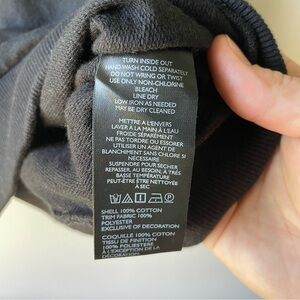 TURN INSIDE OUT
HAND WASH COLD SEPARATELY
DO NOT WRING OR TWIST
USE ONLY NON-CHLORINE
BLEACH
LINE DRY
LOW IRON AS NEEDED
MAY BE DRY CLEANED
METTRE A L'ENVERS
LAVER À LA MAIN À L'EAU
FROIDE SÉPARÉMENT
NE PAS TORDRE OU ESSORER
UTILISER UN AGENT DE
BLANCHIMENT SANS CHLORE SI
NÉCESSAIRE
SUSPENDRE POUR SECHER
REPASSER, AU BESOIN, À TRÈS
BASSE TEMPÉRATURE
PEUT-ÊTRE ÊTRE NETTOYÉE
À SEC
SHELL 100% COTTON
TRIM FABRIC 100%
POLYESTER
EXCLUSIVE OF DECORATION
COQUILLE 100% COTON
TISSU DE FINITION
100% POLYESTER
À L'EXCEPTION DE LA
DÉCORATION